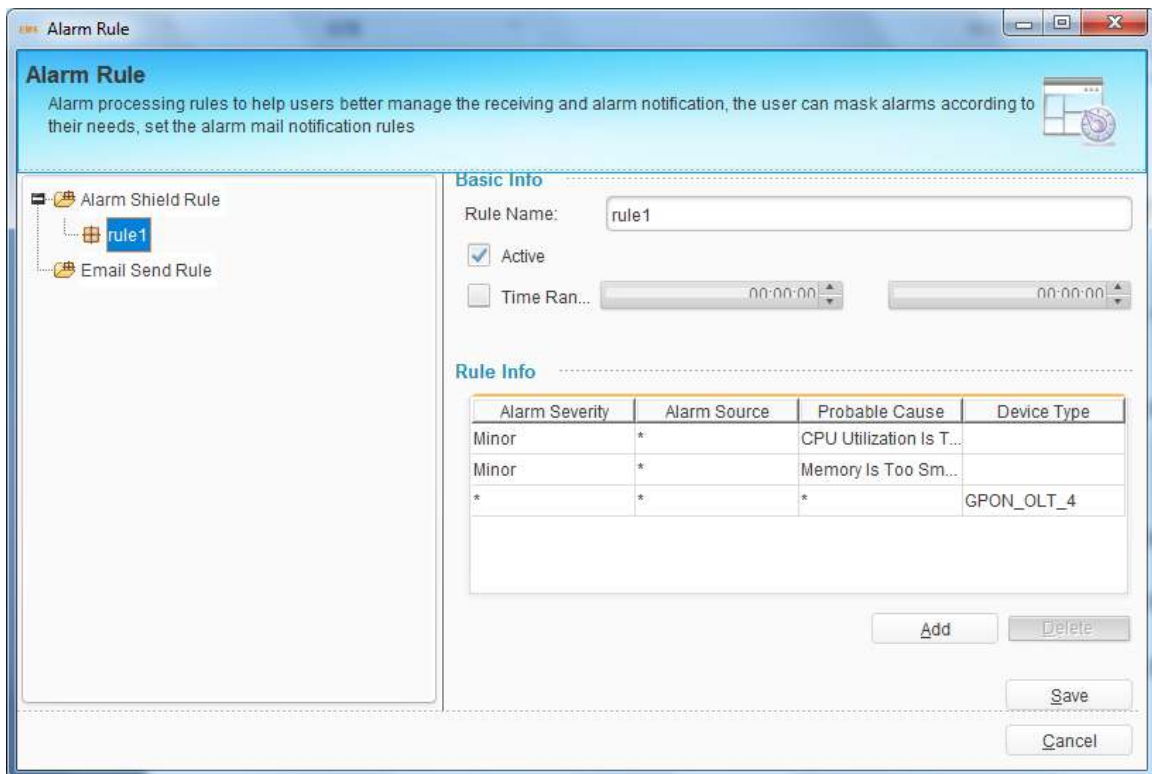 EMS Alarm Rule
Alarm Rule
Alarm processing rules to help users better manage the receiving and alarm notification, the user can mask alarms according to
their needs, set the alarm mail notification rules
Alarm Shield Rule
rule1
Email Send Rule
Basic Info
Rule Name: rule1
Active
Time Ran... 00:00:00 00:00:00
Rule Info
Alarm Severity Alarm Source Probable Cause Device Type
Minor * CPU Utilization Is T...
Minor * Memory Is Too Sm...
* * * GPON_OLT_4
Add Delete
Save
Cancel